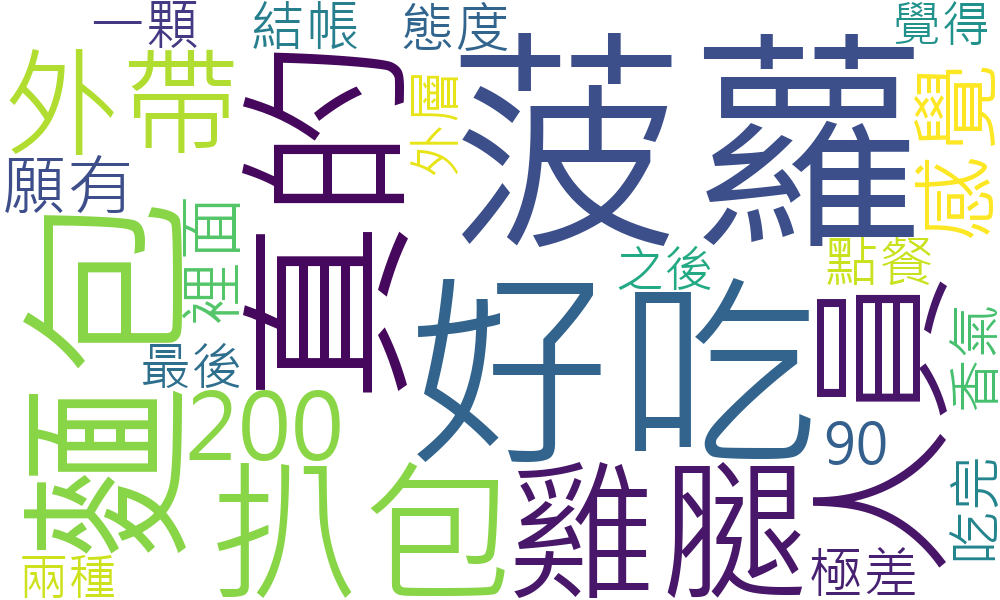 一顆
結帳
態度
覺得
外帶
真的
外層
菠蘿
感覺
願有
麵包
裡面
之後
點餐
好吃
員人
香氣
最後
200
90
扒包
雞腿
吃完
兩種
極差